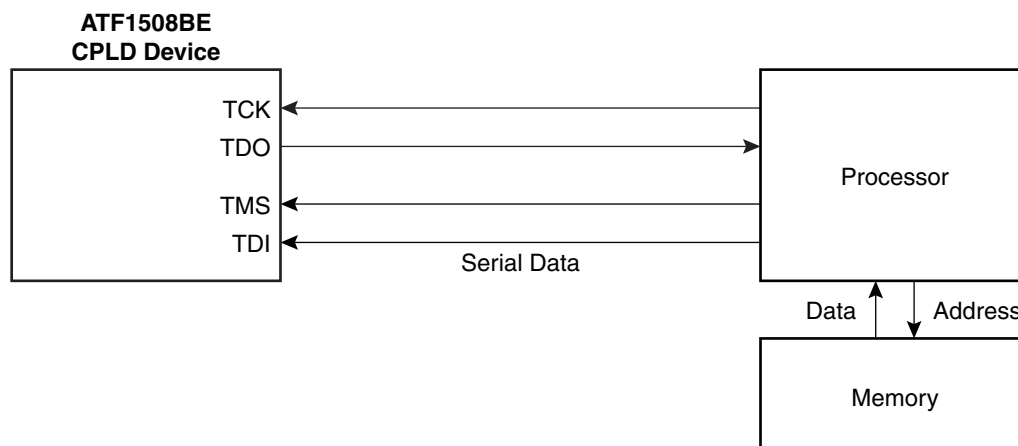 ATF1508BE
CPLD Device
TCK
TDO
TMS
TDI
Serial Data
Processor
Data
Address
Memory